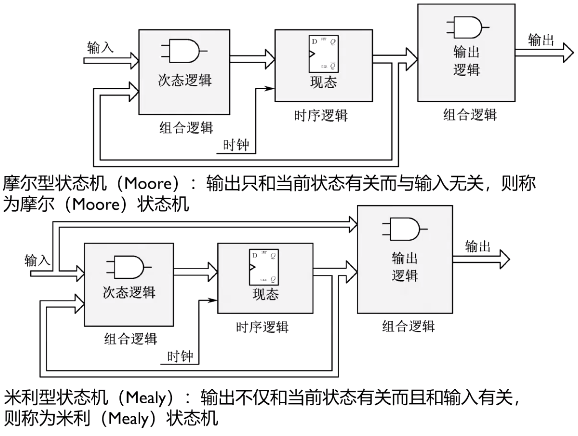 输入
次态逻辑
组合逻辑
时钟
D Q
Q
现态
时序逻辑
输出
逻辑
组合逻辑
输出
摩尔型状态机（Moore）：输出只和当前状态有关而与输入无关，则称
为摩尔（Moore）状态机
输入
次态逻辑
组合逻辑
时钟
D Q
Q
现态
时序逻辑
输出
逻辑
组合逻辑
输出
米利型状态机（Mealy）：输出不仅和当前状态有关而且和输入有关，
则称为米利（Mealy）状态机